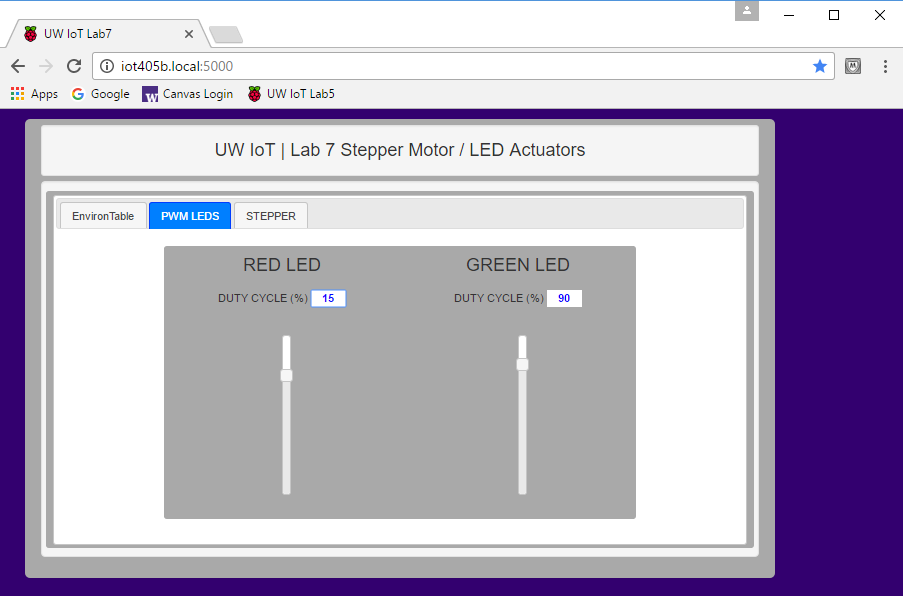 UW IoT Lab7
iot405b.local:5000
Apps Google Canvas Login UW IoT Lab5
UW IoT | Lab 7 Stepper Motor / LED Actuators
EnvironTable PWM LEDS STEPPER
RED LED GREEN LED
DUTY CYCLE (%) 15 DUTY CYCLE (%) 90